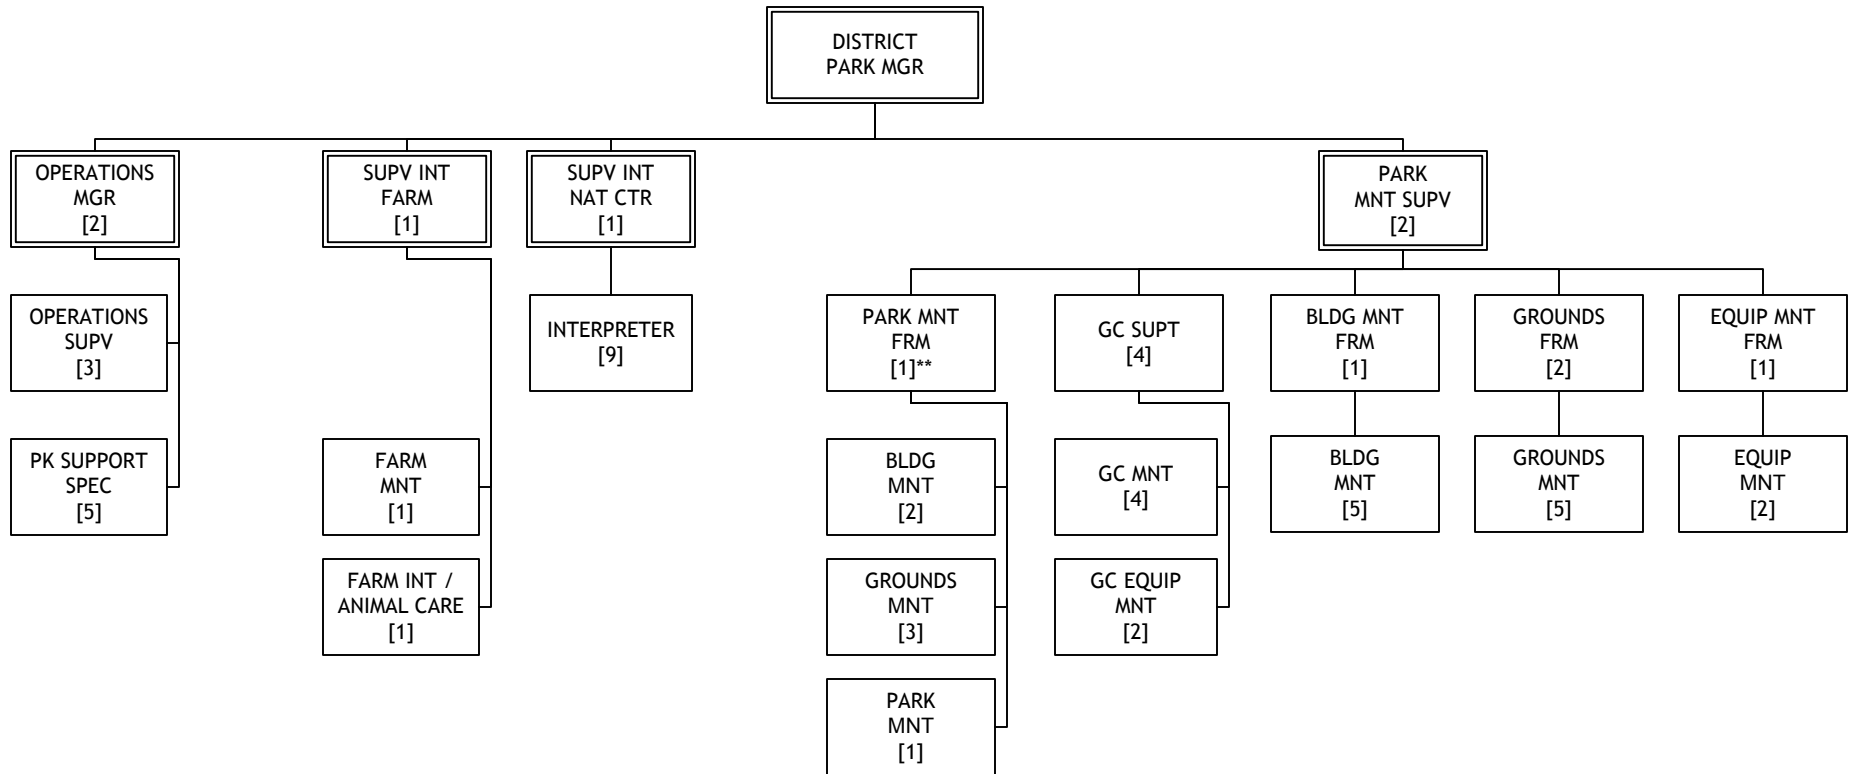 DISTRICT
PARK MGR
OPERATIONS
MGR
[2]
SUPV INT
FARM
[1]
SUPV INT
NAT CTR
[1]
PARK
MNT SUPV
[2]
OPERATIONS
SUPV
[3]
INTERPRETER
[9]
PARK MNT
FRM
[1]**
GC SUPT
[4]
BLDG MNT
FRM
[1]
GROUNDS
FRM
[2]
EQUIP MNT
FRM
[1]
PK SUPPORT
SPEC
[5]
FARM
MNT
[1]
BLDG
MNT
[2]
GC MNT
[4]
BLDG
MNT
[5]
GROUNDS
MNT
[5]
EQUIP
MNT
[2]
FARM INT /
ANIMAL CARE
[1]
GROUNDS
MNT
[3]
GC EQUIP
MNT
[2]
PARK
MNT
[1]